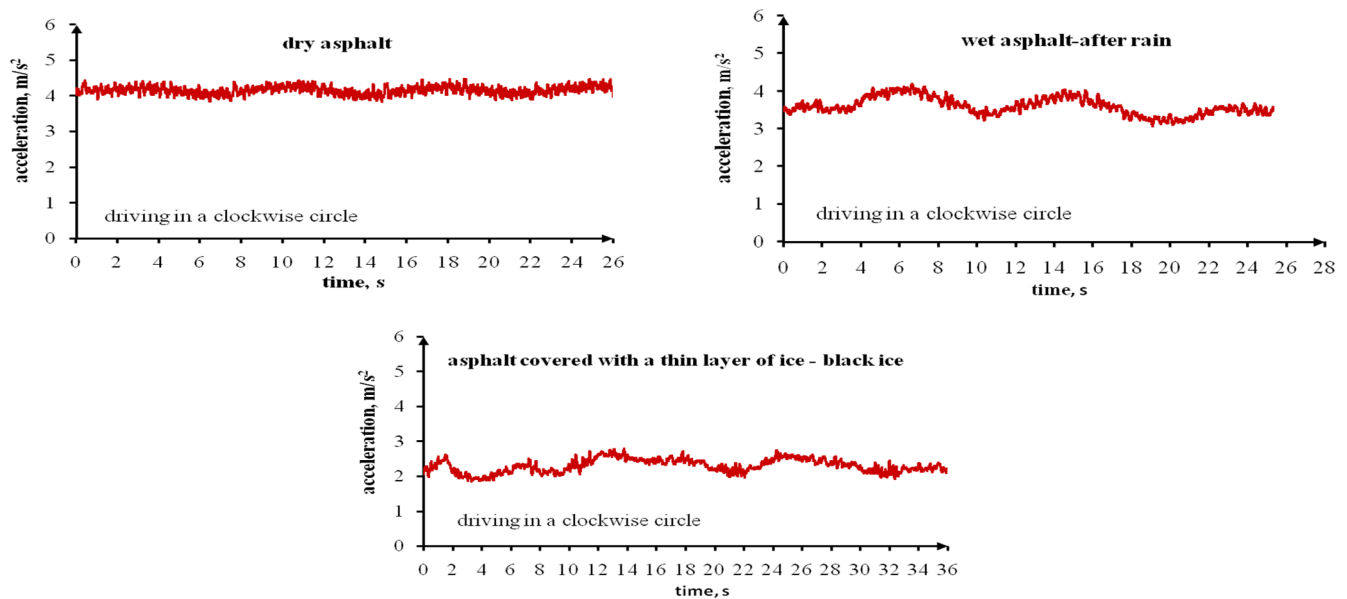 dry asphalt
acceleration, m/s²
6
5
4
3
2
1
0
driving in a clockwise circle
0 2 4 6 8 10 12 14 16 18 20 22 24 26
time, s
wet asphalt-after rain
acceleration, m/s²
6
5
4
3
2
1
0
driving in a clockwise circle
0 2 4 6 8 10 12 14 16 18 20 22 24 26 28
time, s
asphalt covered with a thin layer of ice - black ice
acceleration, m/s²
6
5
4
3
2
1
0
driving in a clockwise circle
0 2 4 6 8 10 12 14 16 18 20 22 24 26 28 30 32 34 36
time, s